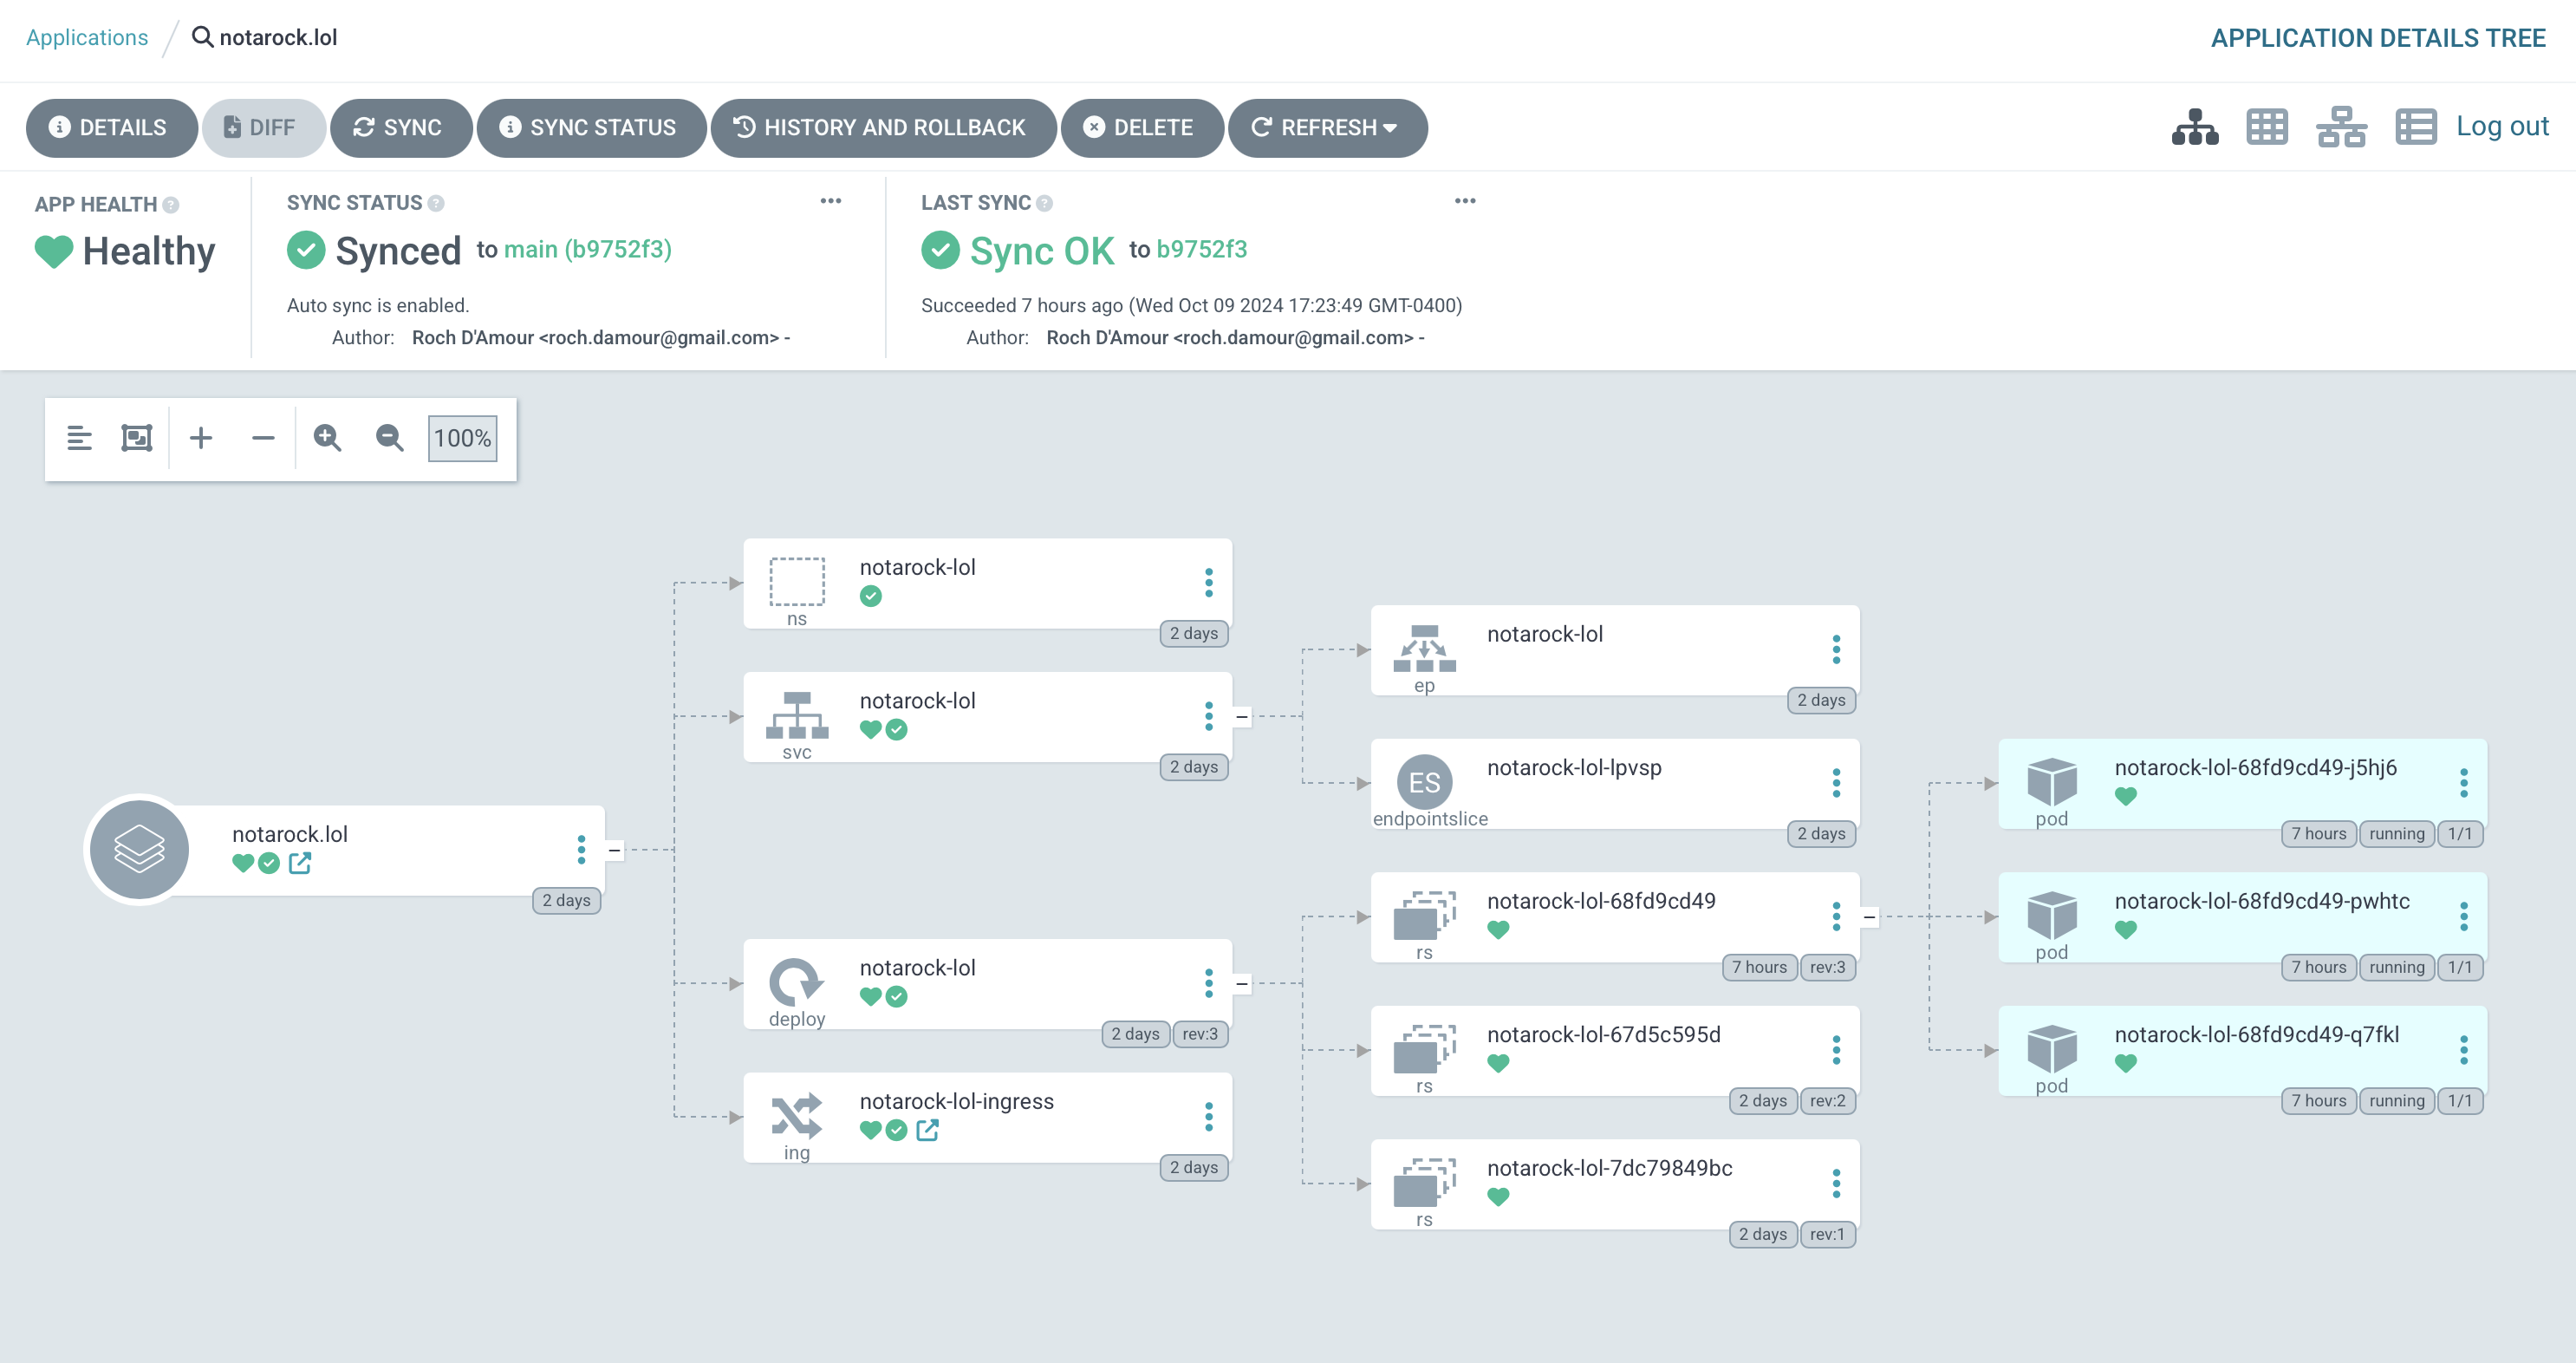 Applications
notarock.lol
APPLICATION DETAILS TREE
DETAILS
DIFF
SYNC
SYNC STATUS
HISTORY AND ROLLBACK
DELETE
REFRESH
Log out
APP HEALTH ?
Healthy
SYNC STATUS ?
Synced to main (b9752f3)
Auto sync is enabled.
Author: Roch D'Amour <roch.damour@gmail.com> -
LAST SYNC ?
Sync OK to b9752f3
Succeeded 7 hours ago (Wed Oct 09 2024 17:23:49 GMT-0400)
Author: Roch D'Amour <roch.damour@gmail.com> -
100%
notarock.lol
2 days
notarock-lol
ns
2 days
notarock-lol
svc
2 days
notarock-lol
deploy
2 days rev:3
notarock-lol-ingress
ing
2 days
notarock-lol
ep
2 days
ES
notarock-lol-lpvsp
endpointslice
2 days
notarock-lol-68fd9cd49
rs
7 hours rev:3
notarock-lol-67d5c595d
rs
2 days rev:2
notarock-lol-7dc79849bc
rs
2 days rev:1
notarock-lol-68fd9cd49-j5hj6
pod
7 hours running 1/1
notarock-lol-68fd9cd49-pwhtc
pod
7 hours running 1/1
notarock-lol-68fd9cd49-q7fkl
pod
7 hours running 1/1